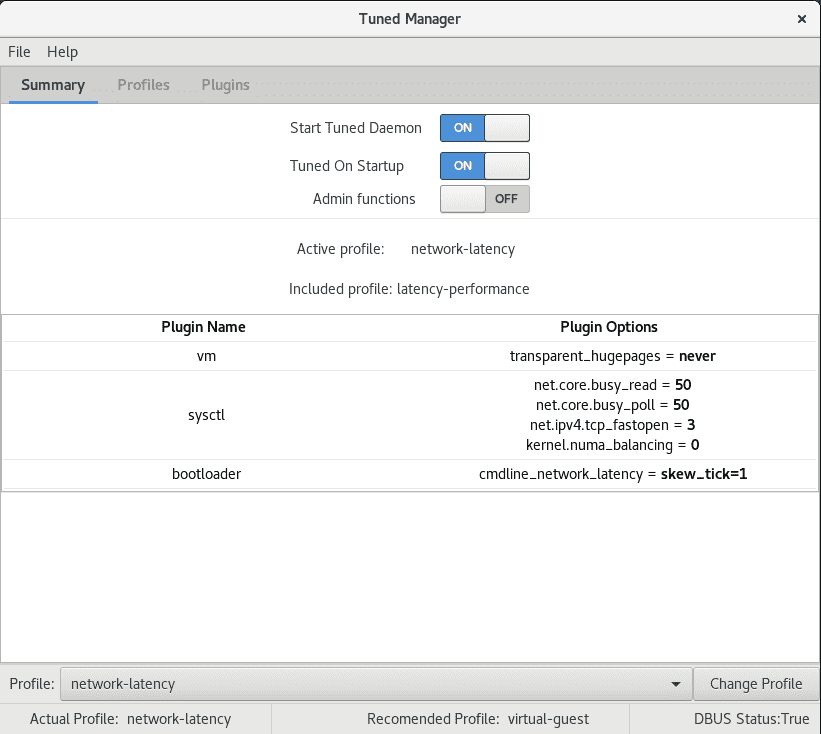 Tuned Manager ×
File Help
Summary Profiles Plugins
Start Tuned Daemon ON
Tuned On Startup ON
Admin functions OFF
Active profile: network-latency
Included profile: latency-performance
Plugin Name Plugin Options
vm transparent_hugepages = never
net.core.busy_read = 50
net.core.busy_poll = 50
sysctl
net.ipv4.tcp_fastopen = 3
kernel.numa_balancing = 0
bootloader cmdline_network_latency = skew_tick=1
Profile: network-latency Change Profile
Actual Profile: network-latency Recomended Profile: virtual-guest DBUS Status:True